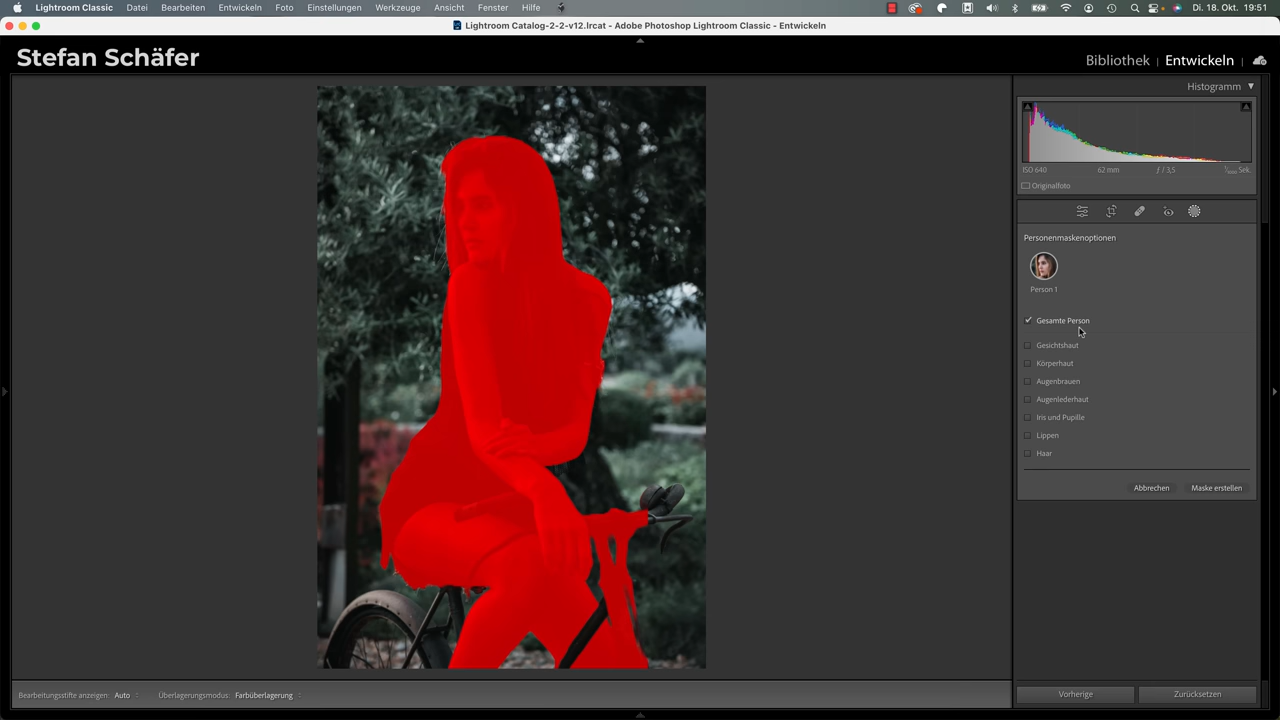 Lightroom Classic Datei Bearbeiten Entwickeln Foto Einstellungen Werkzeuge Ansicht Fenster Hilfe Di. 18. Okt. 19:51
Lightroom Catalog-2-2-v12.lrcat - Adobe Photoshop Lightroom Classic - Entwickeln
Stefan Schäfer
Bibliothek | Entwickeln |
Histogramm
ISO 640 62 mm ƒ / 3,5 Sek.
Originalfoto
Personenmaskenoptionen
Person 1
Gesamte Person
Gesichtshaut
Körperhaut
Augenbrauen
Augenlederhaut
Iris und Pupille
Lippen
Haar
Abbrechen Maske erstellen
Bearbeitungsstifte anzeigen: Auto Überlagerungsmodus: Farbüberlagerung
Vorherige Zurücksetzen